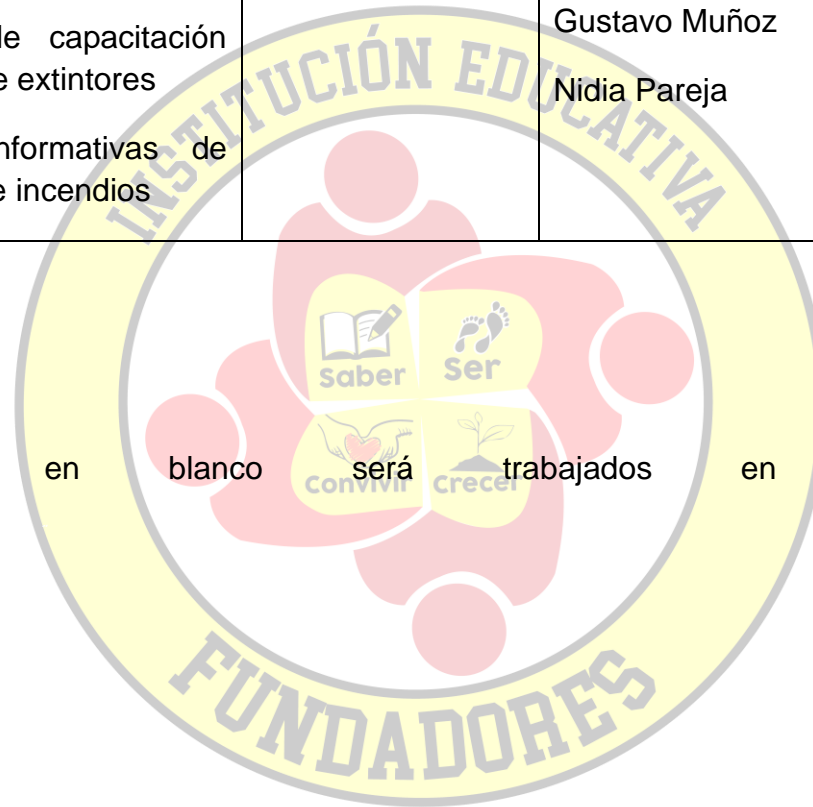 de capacitación
e extintores
nformativas de
e incendios
Gustavo Muñoz
Nidia Pareja
INSTITUCIÓN EDUCATIVA
Saber
Ser
en blanco será trabajados en
Convivir
crecer
FUNDADORES